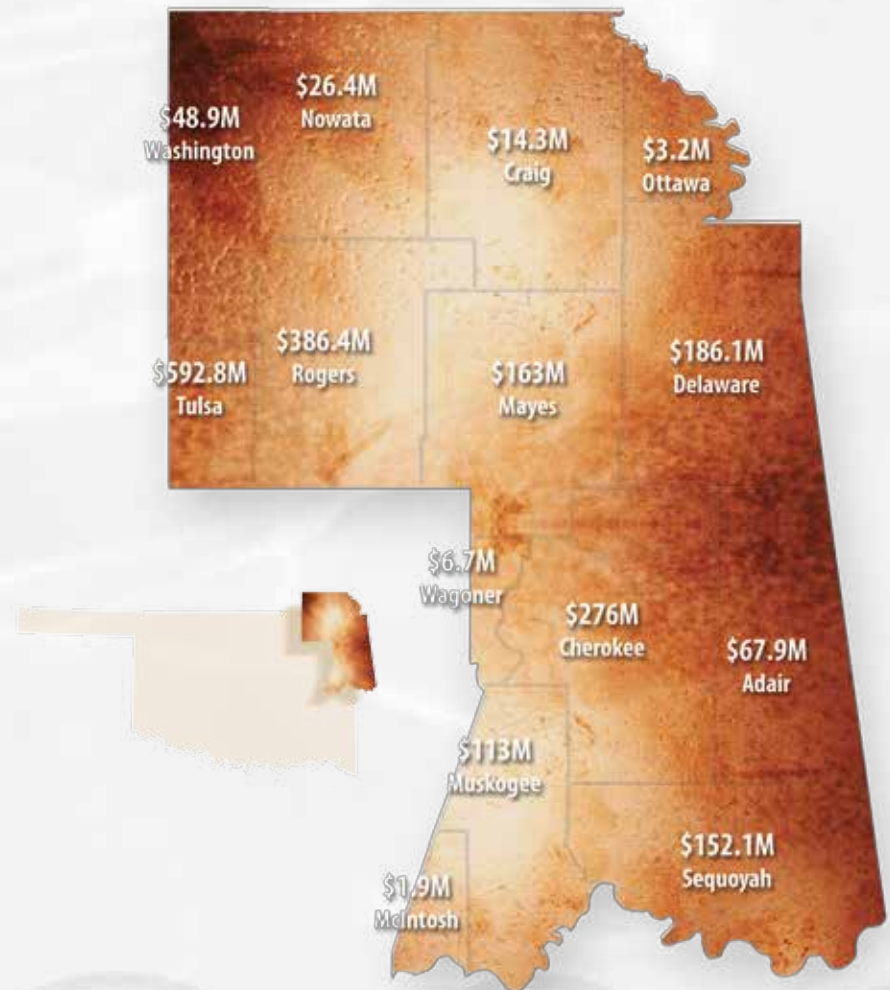 $26.4M
Nowata
$48.9M
Washington
$14.3M
Craig
$3.2M
Ottawa
$386.4M
Rogers
$592.8M
Tulsa
$163M
Mayes
$186.1M
Delaware
$6.7M
Wagoner
$276M
Cherokee
$67.9M
Adair
$113M
Muskogee
$152.1M
Sequoyah
$1.9M
McIntosh